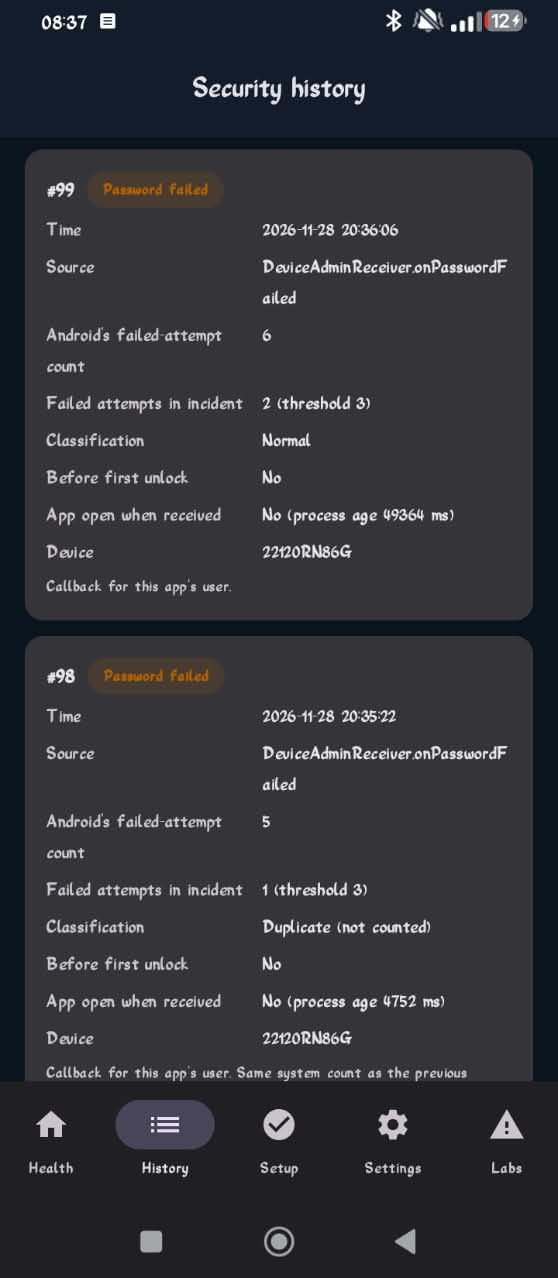 08:37
12
Security history
#99 Password failed
Time 2026-11-28 20:36:06
Source DeviceAdminReceiver.onPasswordF
ailed
Android's failed-attempt 6
count
Failed attempts in incident 2 (threshold 3)
Classification Normal
Before first unlock No
App open when received No (process age 49364 ms)
Device 22120RN86G
Callback for this app's user.
#98 Password failed
Time 2026-11-28 20:35:22
Source DeviceAdminReceiver.onPasswordF
ailed
Android's failed-attempt 5
count
Failed attempts in incident 1 (threshold 3)
Classification Duplicate (not counted)
Before first unlock No
App open when received No (process age 4752 ms)
Device 22120RN86G
Callback for this app's user. Same system count as the previous
Health History Setup Settings Labs